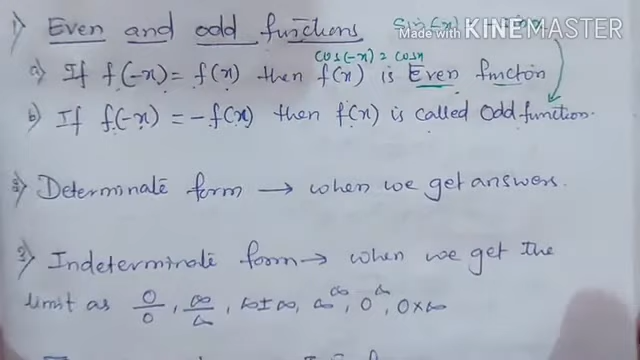 1) Even and odd functions Sin(-x)
Made with KINEMASTER
cos(-x) = cosx
a) If f(-x) = f(x) then f(x) is Even function
b) If f(-x) = -f(x) then f(x) is called Odd function.
2) Determinate form → when we get answers.
3) Indeterminate form → when we get the
limit as 0/0, ∞/∞, ∞±∞, ∞^∞, 0^∞, 0×∞